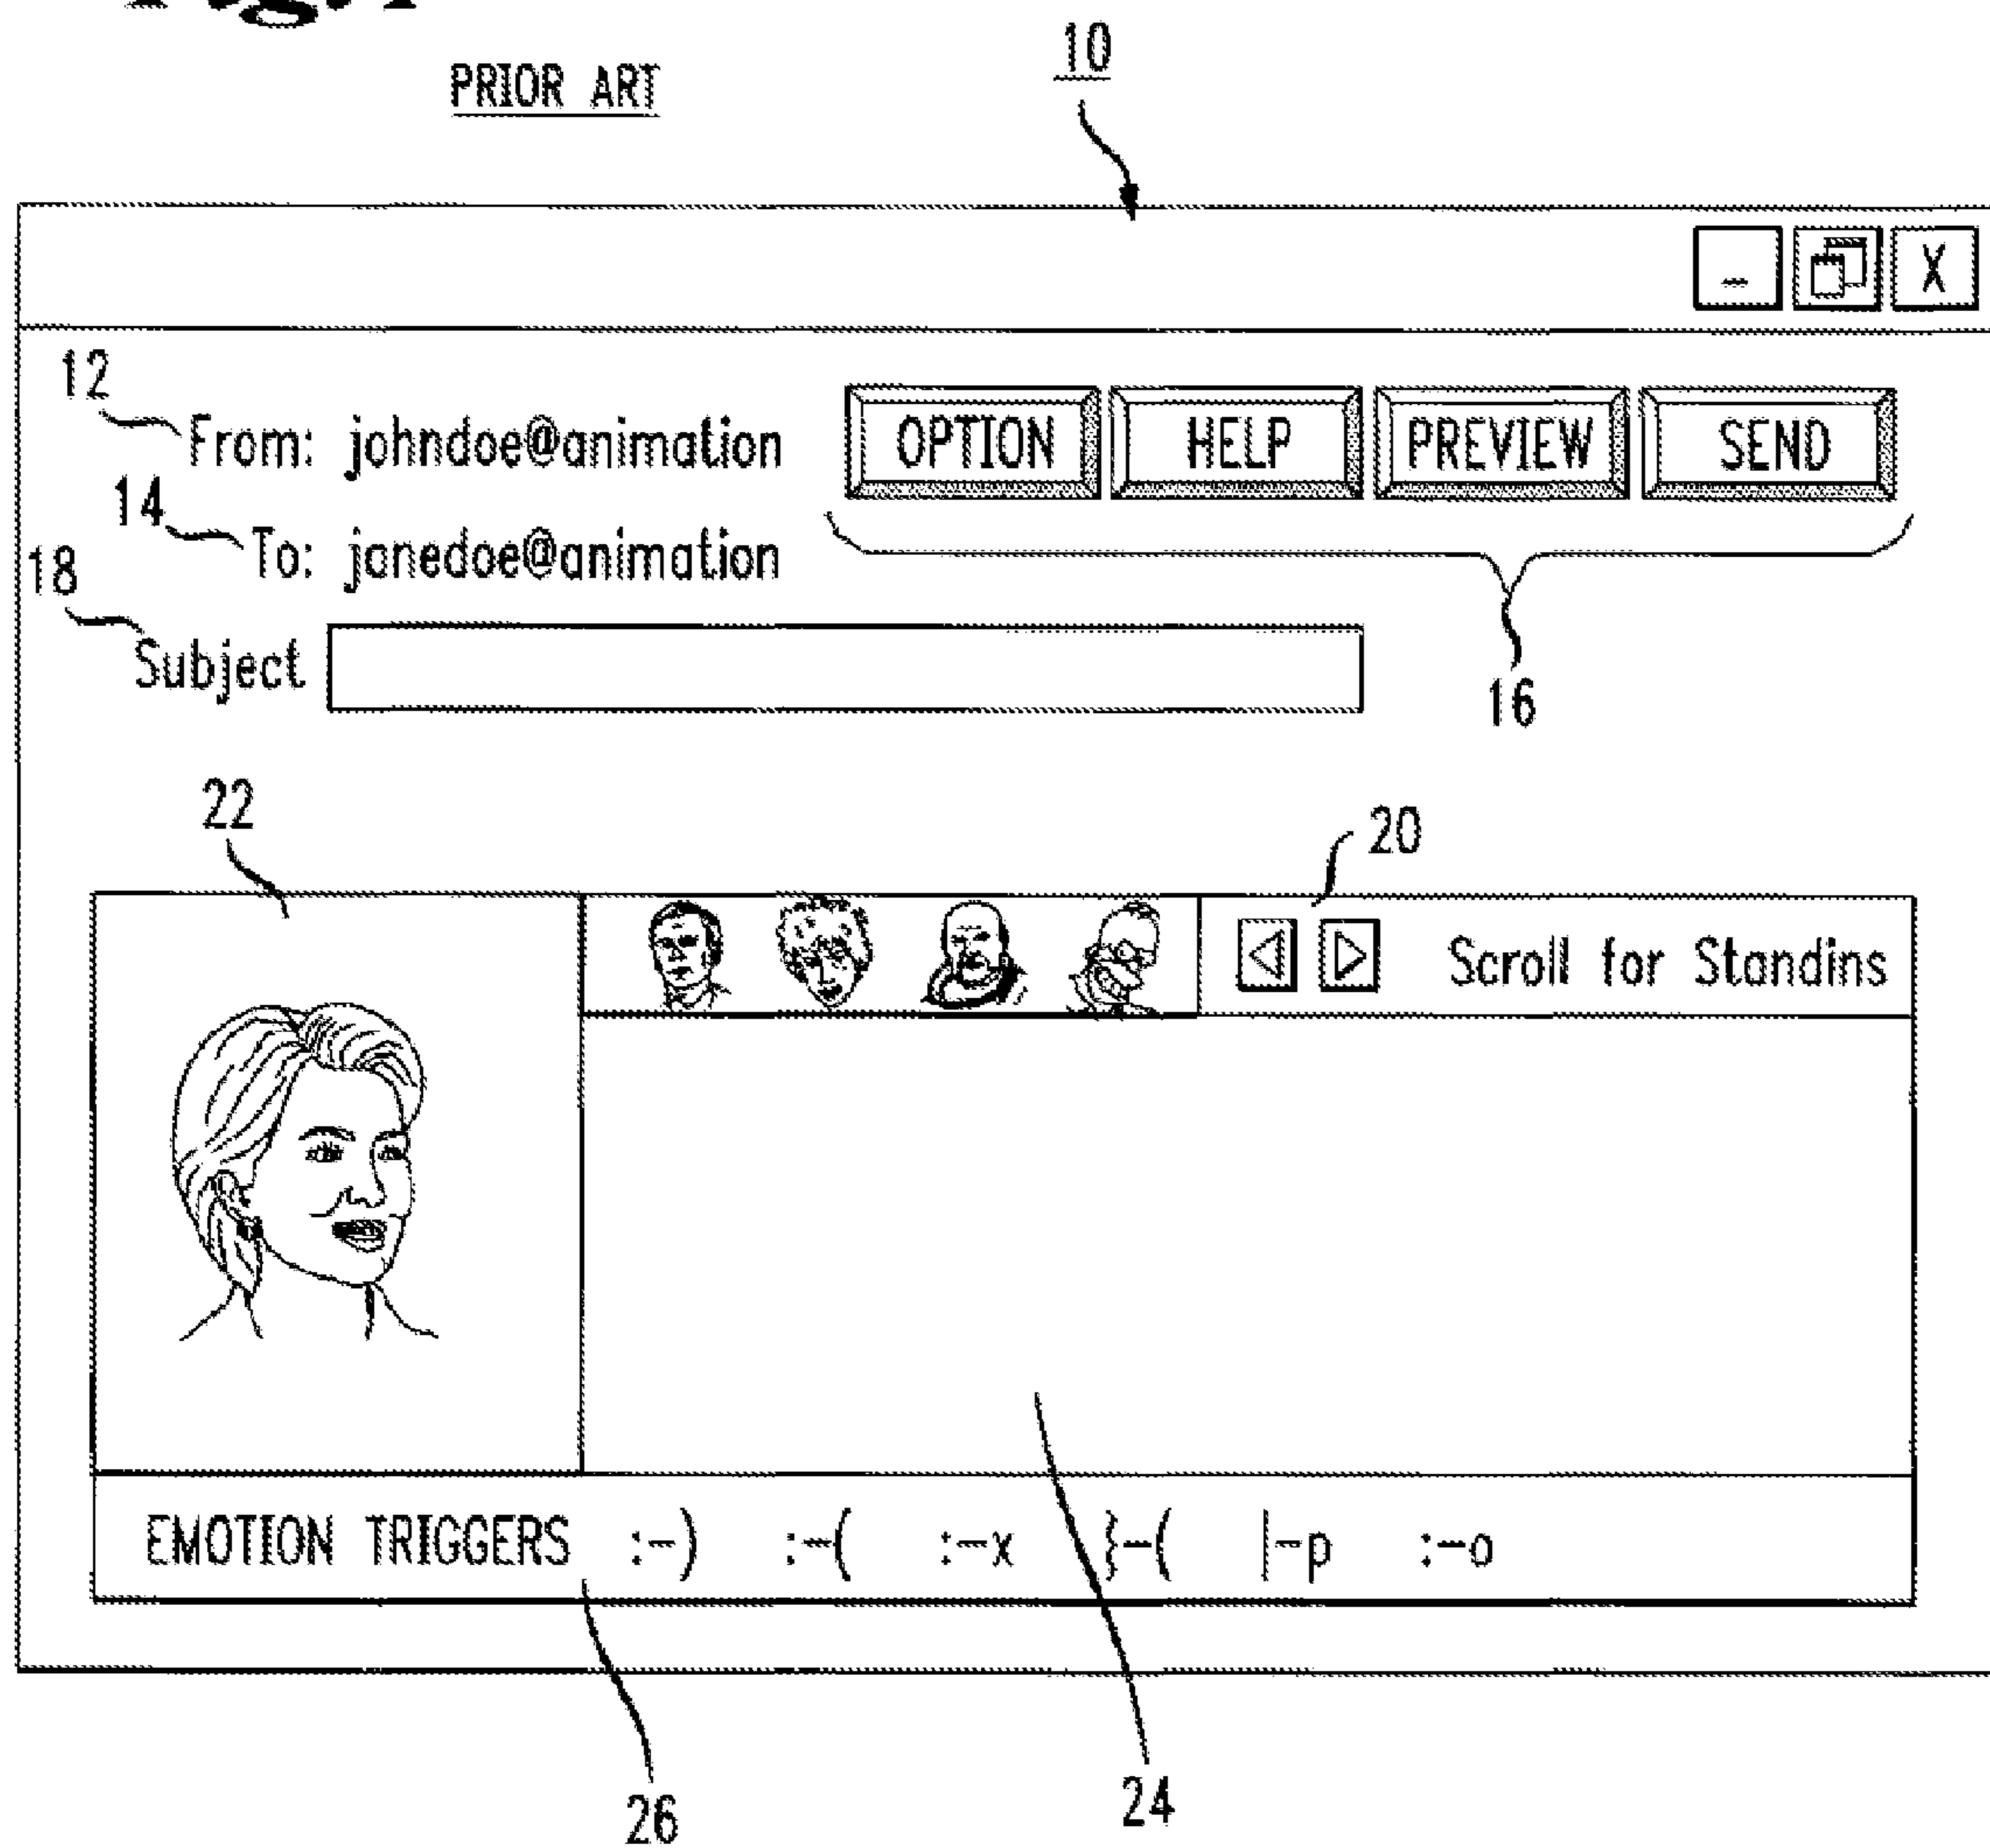 PRIOR ART
10
_ X
12
From: johndoe@animation OPTION HELP PREVIEW SEND
14
To: janedoe@animation
18
Subject
16
22
20
Scroll for Standins
EMOTION TRIGGERS :-) :-( :-x }-( |-p :-o
24
26